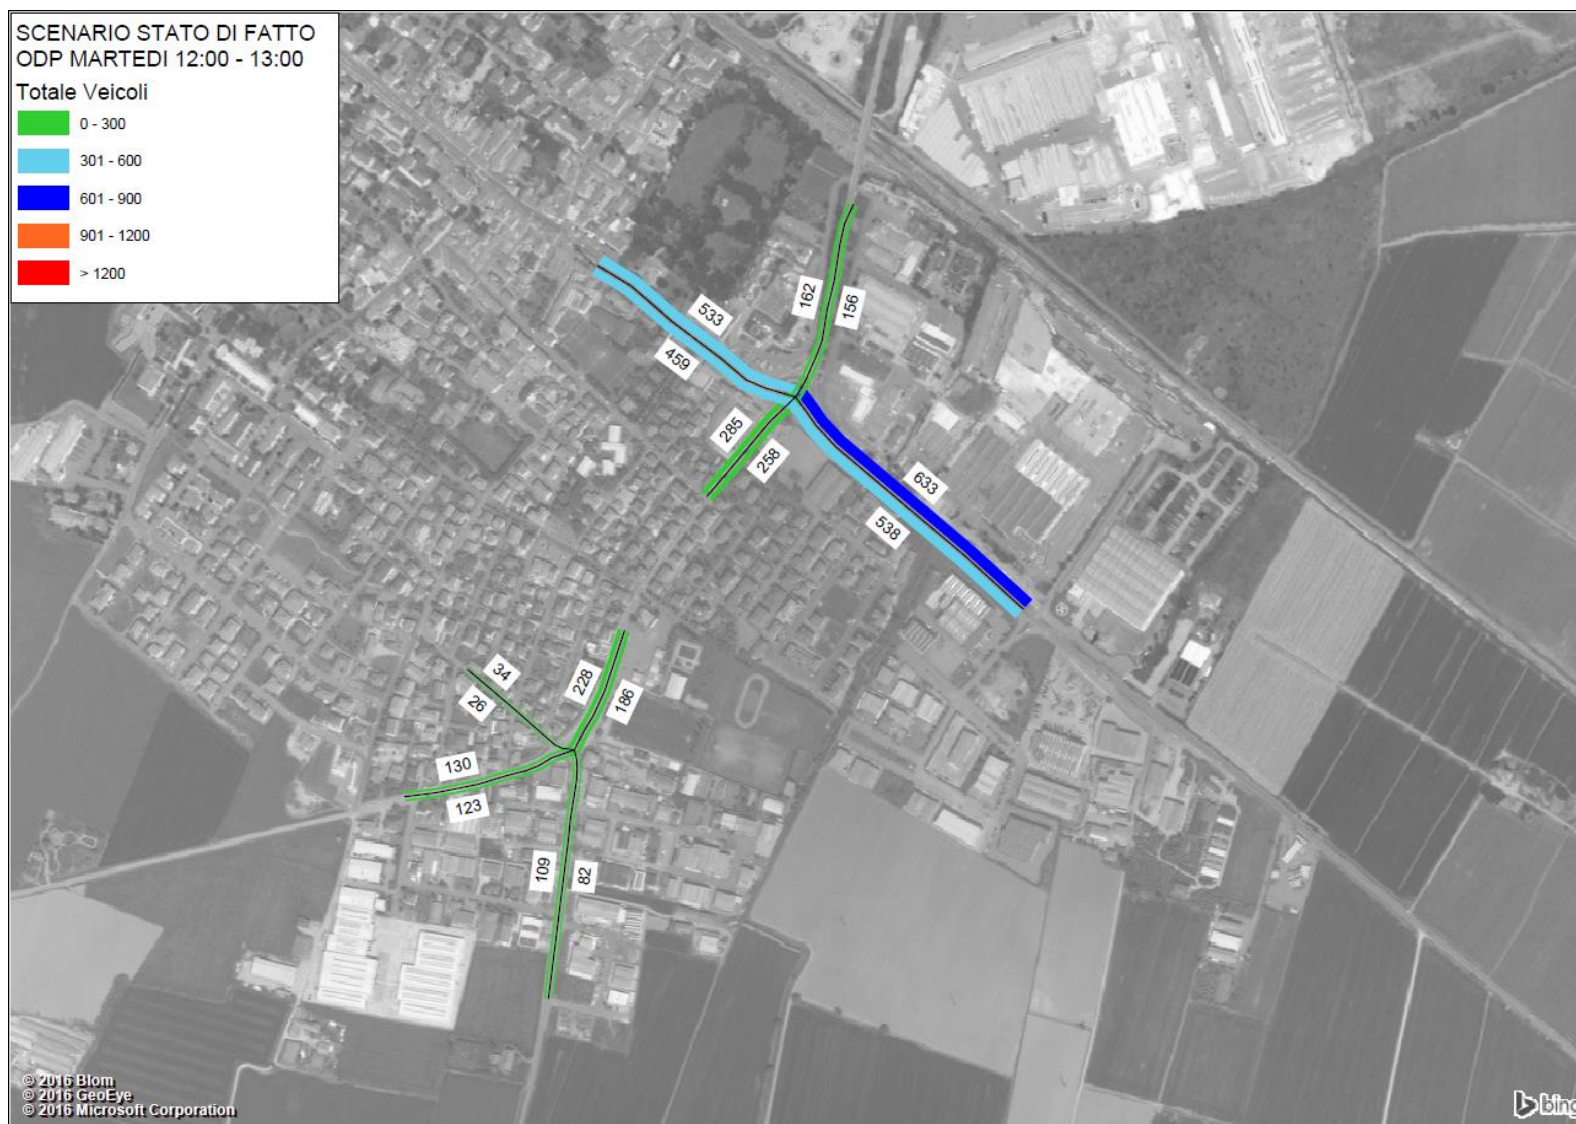 SCENARIO STATO DI FATTO
ODP MARTEDI 12:00 - 13:00
Totale Veicoli
0 - 300
301 - 600
601 - 900
901 - 1200
> 1200
162
156
533
459
285
258
633
538
34
26
228
186
130
123
109
82
© 2016 Blom
© 2016 GeoEye
© 2016 Microsoft Corporation
bing